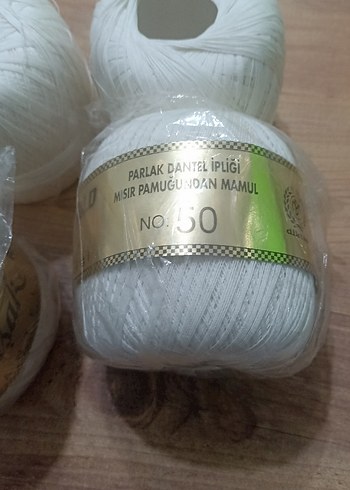 PARLAK DANTEL İPLİĞİ
MISIR PAMUĞUNDAN MAMUL
NO. 50